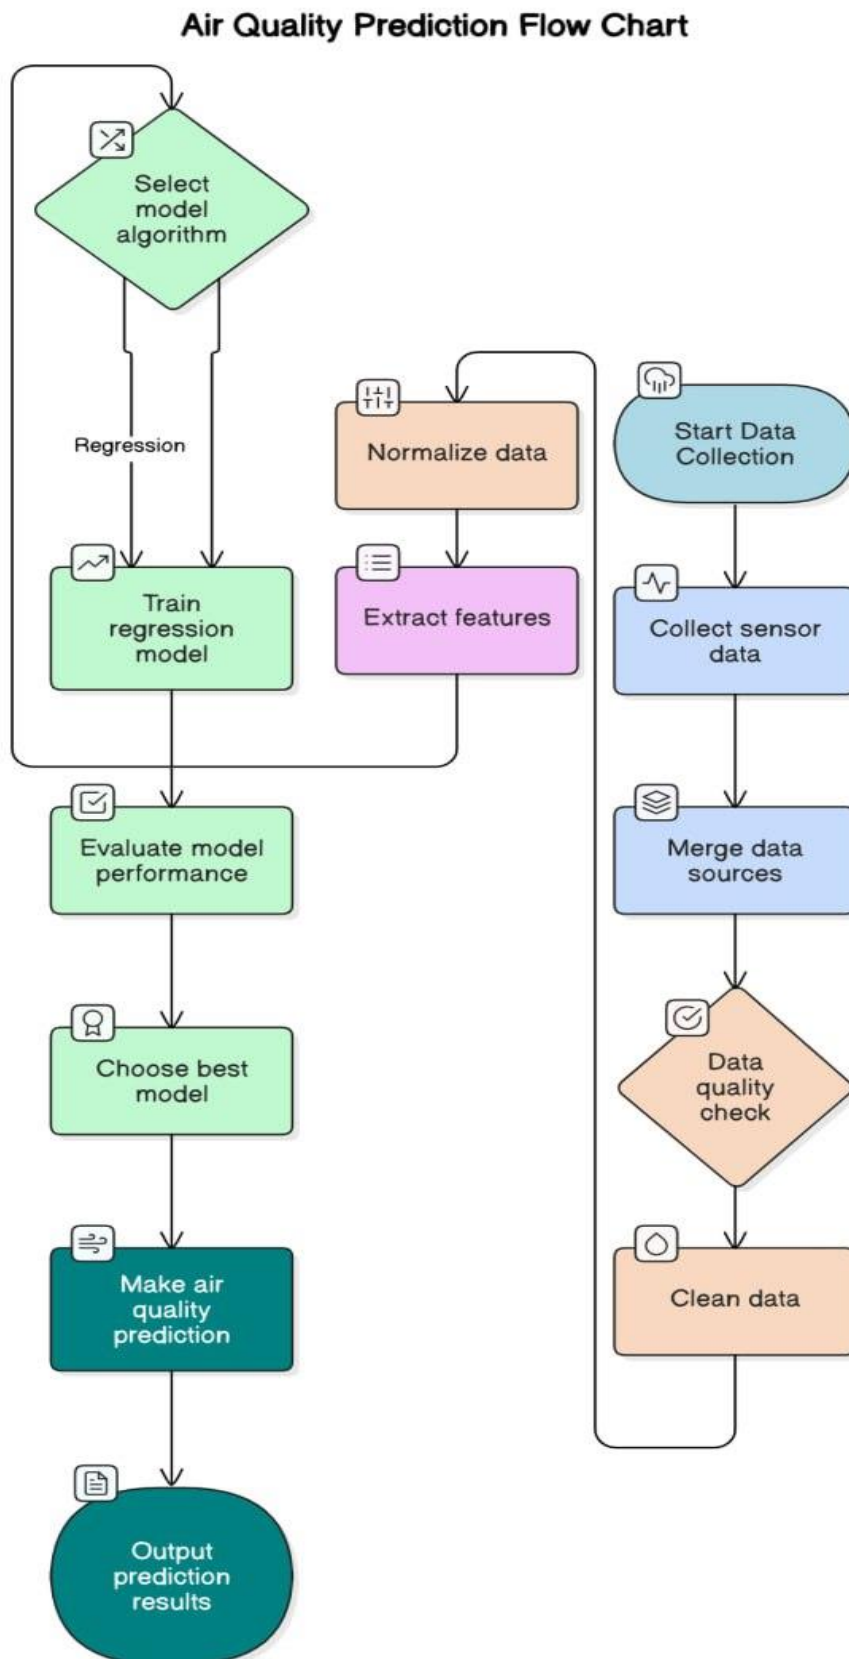 Air Quality Prediction Flow Chart
Select
model
algorithm
Regression
Train
regression
model
Normalize data
Extract features
Start Data
Collection
Collect sensor
data
Merge data
sources
Data
quality
check
Clean data
Evaluate model
performance
Choose best
model
Make air
quality
prediction
Output
prediction
results